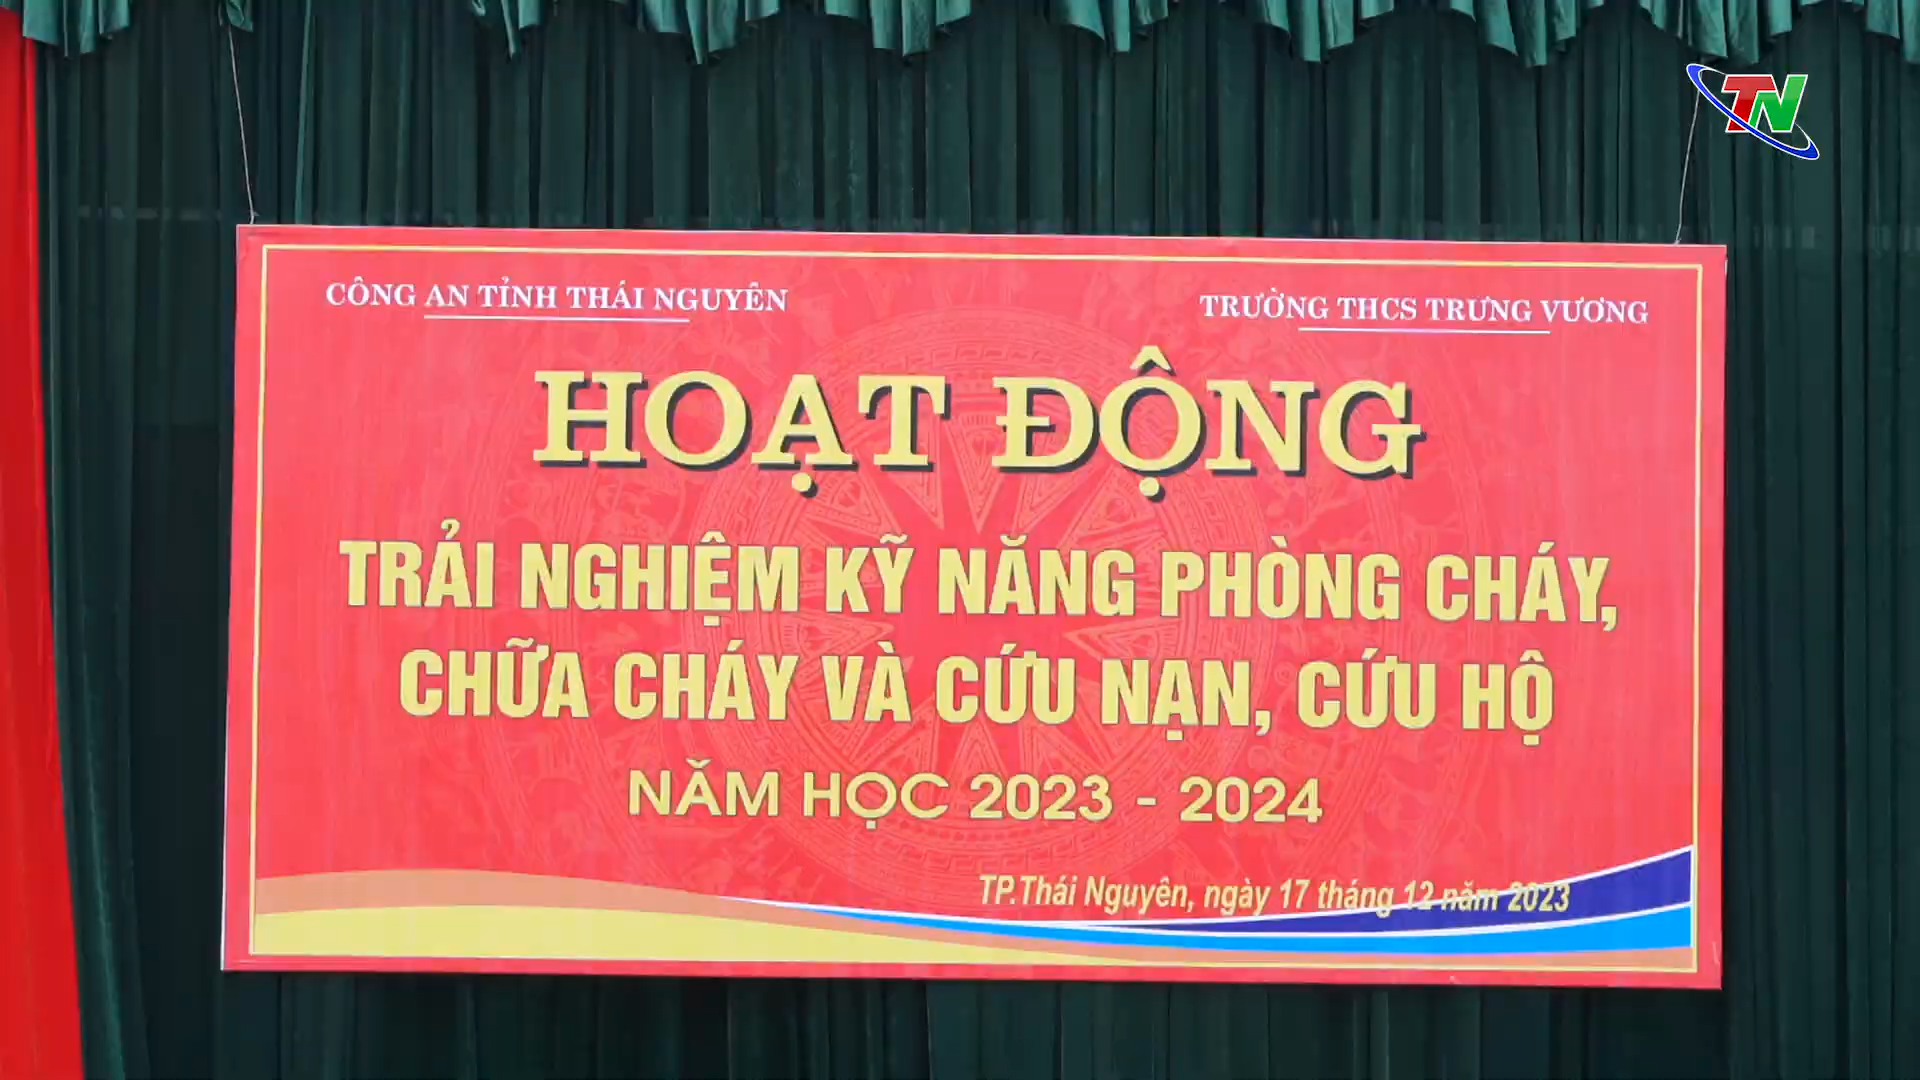 TN
CÔNG AN TỈNH THÁI NGUYÊN
TRƯỜNG THCS TRƯNG VƯƠNG
HOẠT ĐỘNG
TRẢI NGHIỆM KỸ NĂNG PHÒNG CHÁY,
CHỮA CHÁY VÀ CỨU NẠN, CỨU HỘ
NĂM HỌC 2023 - 2024
TP.Thái Nguyên, ngày 17 tháng 12 năm 2023